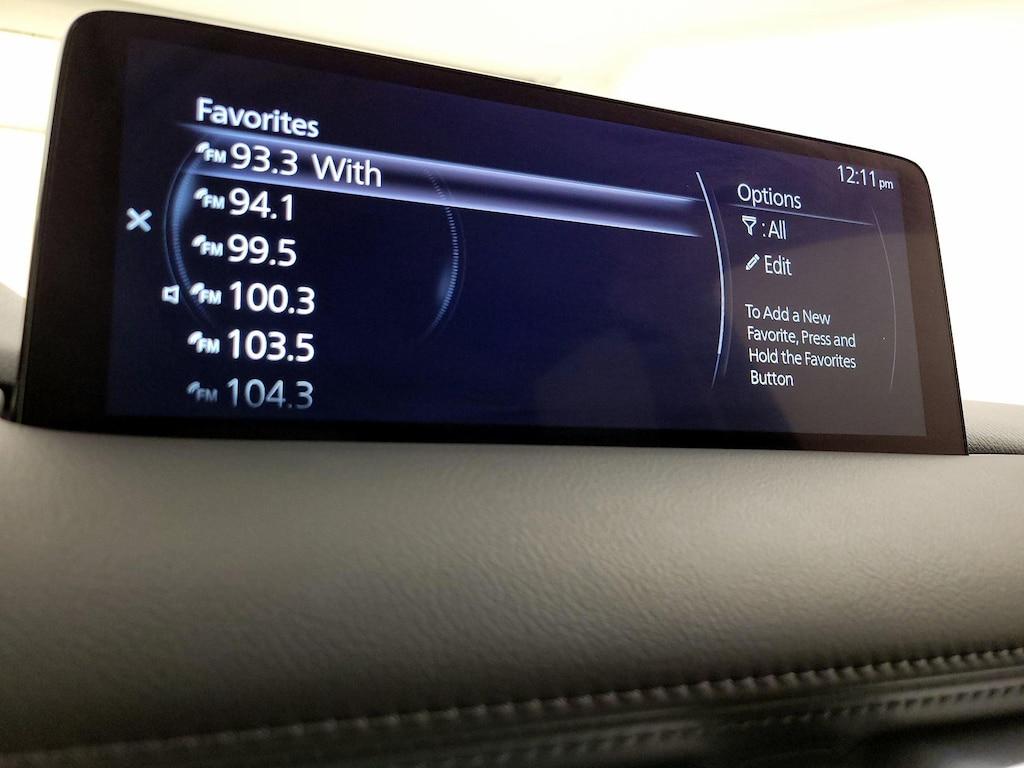 Favorites
FM 93.3 With
FM 94.1
FM 99.5
FM 100.3
FM 103.5
FM 104.3
12:11 pm
Options
: All
Edit
To Add a New
Favorite, Press and
Hold the Favorites
Button